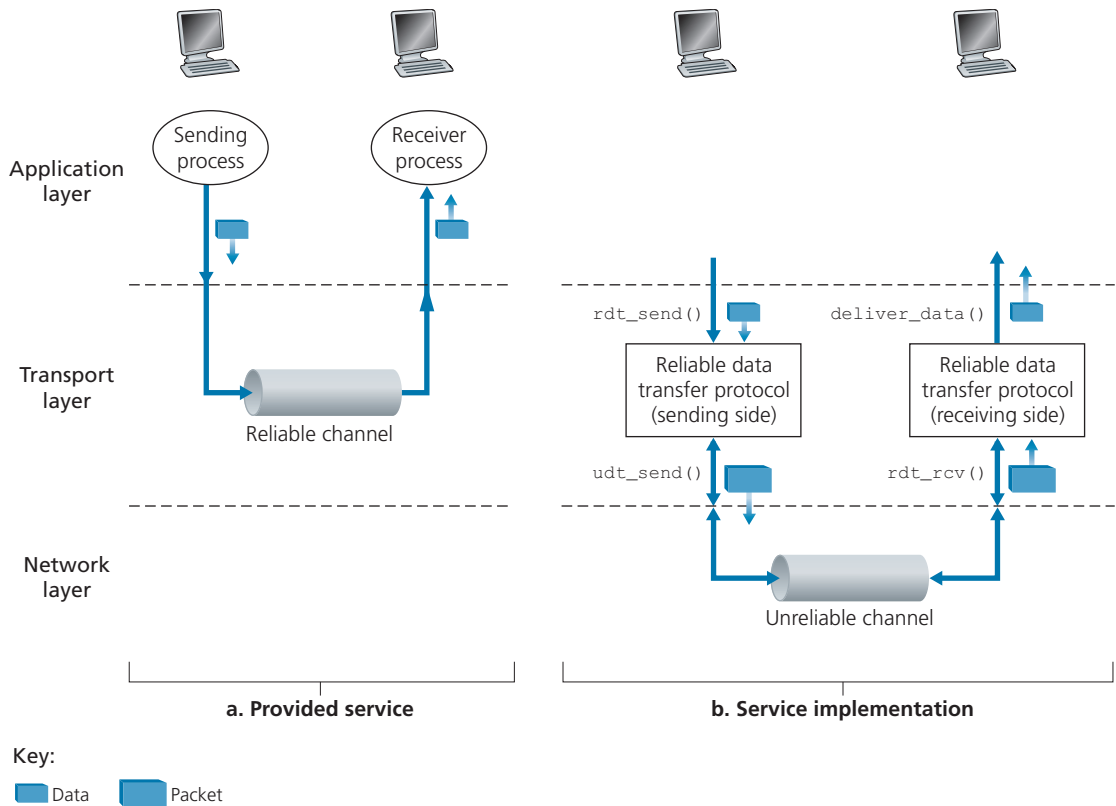 Sending
process
Receiver
process
Application
layer
rdt_send()
deliver_data()
Transport
layer
Reliable data
transfer protocol
(sending side)
Reliable data
transfer protocol
(receiving side)
Reliable channel
udt_send()
rdt_rcv()
Network
layer
Unreliable channel
a. Provided service
b. Service implementation
Key:
Data
Packet